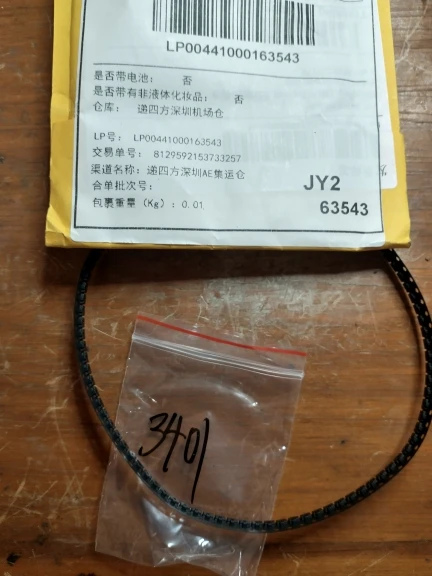 LP00441000163543
是否带电池： 否
是否带有非液体化妆品： 否
仓库： 递四方深圳机场仓
LP号： LP00441000163543
交易单号： 8129592153733257
渠道名称：递四方深圳AE集运仓
合单批次号：
包裹重量 （Kg）：0.01
JY2
63543
3401